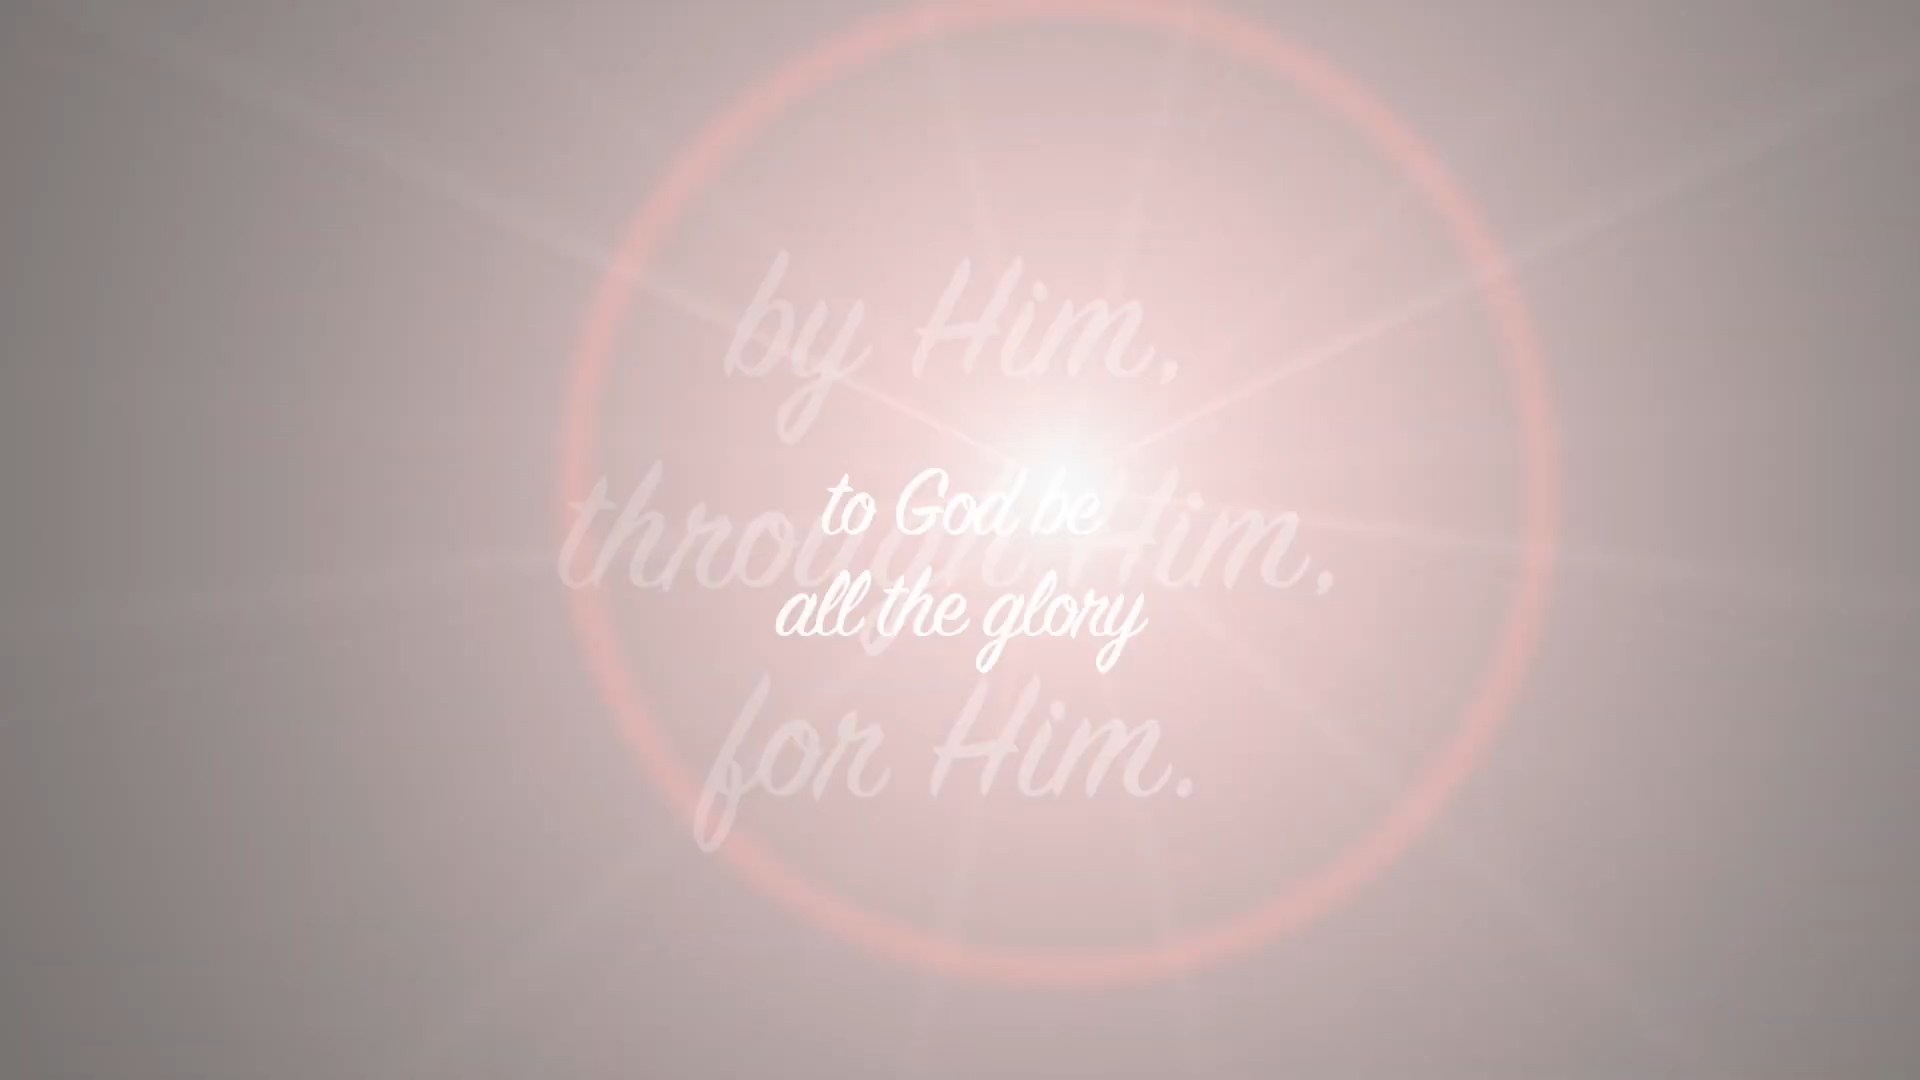 by Him,
through Him,
to God be
all the glory
for Him.